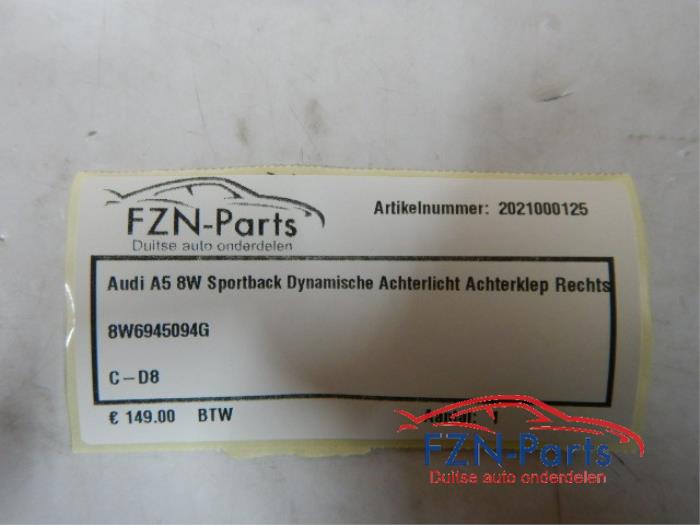 FZN-Parts
Duitse auto onderdelen
Artikelnummer: 2021000125
Audi A5 8W Sportback Dynamische Achterlicht Achterklep Rechts
8W6945094G
C-D8
€ 149.00 BTW
FZN-Parts
Duitse auto onderdelen